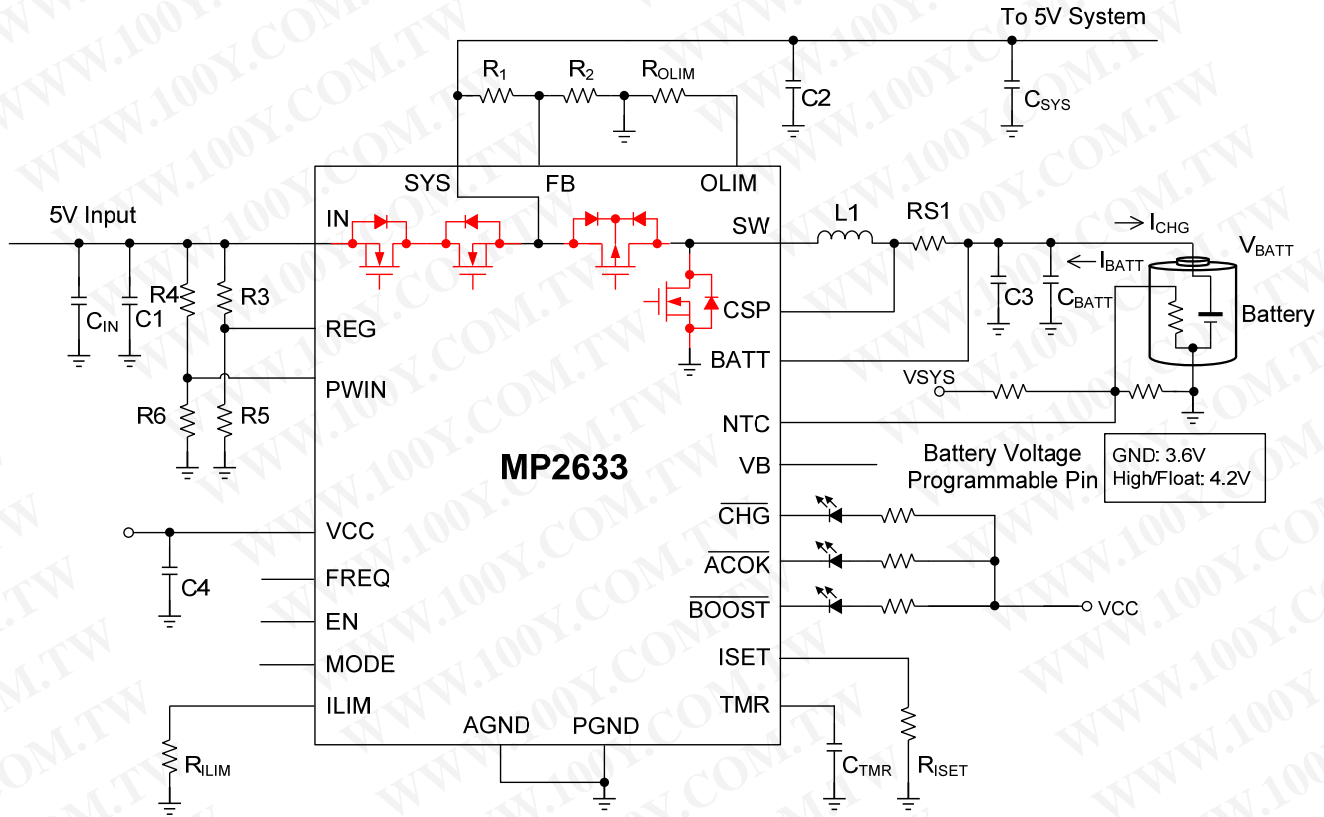 To 5V System
R1
R2
ROLIM
C2
CSYS
SYS
FB
OLIM
5V Input
IN
SW
L1
RS1
ICHG
IBATT
VBATT
CIN
C1
R4
R3
REG
CSP
C3
CBATT
Battery
BATT
PWIN
VSYS
R6
R5
NTC
MP2633
VB
Battery Voltage
Programmable Pin
GND: 3.6V
High/Float: 4.2V
CHG
VCC
C4
ACOK
FREQ
BOOST
VCC
EN
MODE
ISET
ILIM
TMR
AGND
PGND
RILIM
CTMR
RISET
WWW.100Y.COM.TW